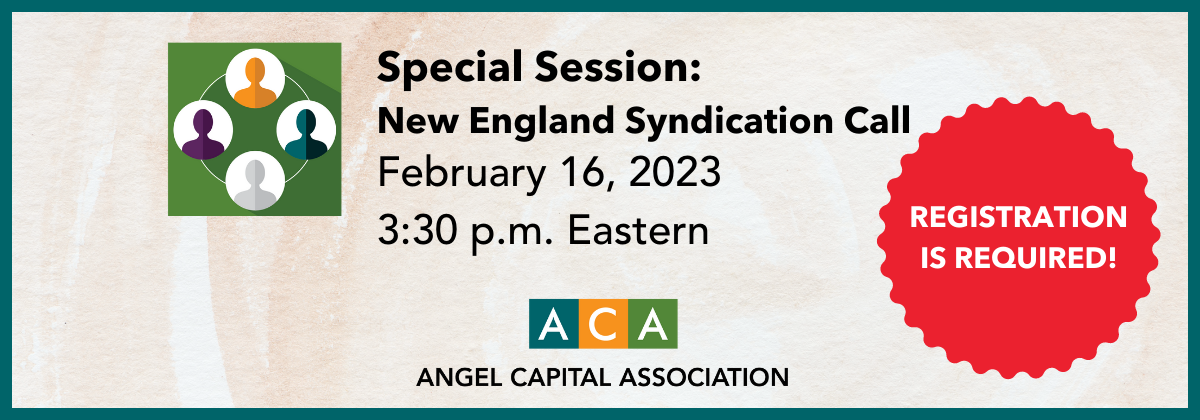 Special Session:
New England Syndication Call
February 16, 2023
3:30 p.m. Eastern
REGISTRATION
IS REQUIRED!
ACA
ANGEL CAPITAL ASSOCIATION